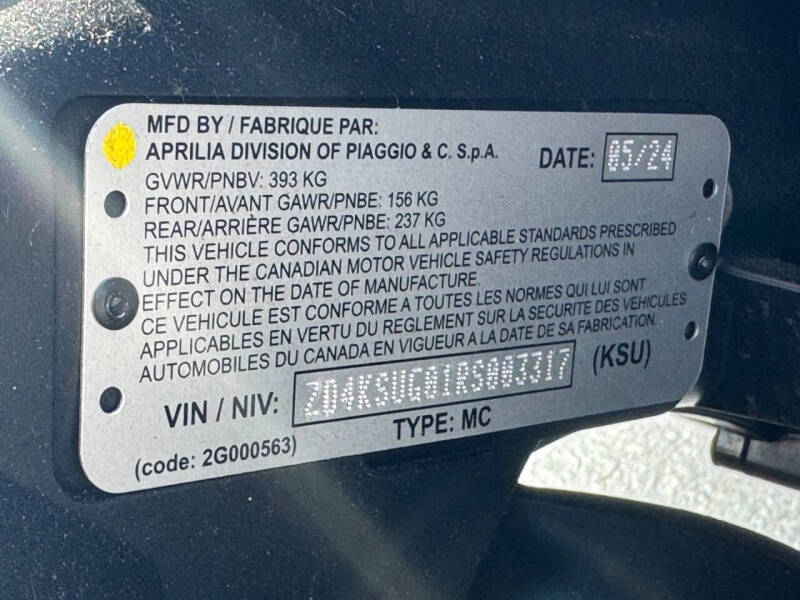 MFD BY / FABRIQUE PAR:
APRILIA DIVISION OF PIAGGIO & C. S.p.A. DATE: 05/24
GVWR/PNBV: 393 KG
FRONT/AVANT GAWR/PNBE: 156 KG
REAR/ARRIÈRE GAWR/PNBE: 237 KG
THIS VEHICLE CONFORMS TO ALL APPLICABLE STANDARDS PRESCRIBED
UNDER THE CANADIAN MOTOR VEHICLE SAFETY REGULATIONS IN
EFFECT ON THE DATE OF MANUFACTURE.
CE VEHICULE EST CONFORME A TOUTES LES NORMES QUI LUI SONT
APPLICABLES EN VERTU DU REGLEMENT SUR LA SECURITE DES VEHICULES
AUTOMOBILES DU CANADA EN VIGUEUR A LA DATE DE SA FABRICATION.
VIN / NIV: ZD4KSUG01RS003317 (KSU)
TYPE: MC
(code: 2G000563)